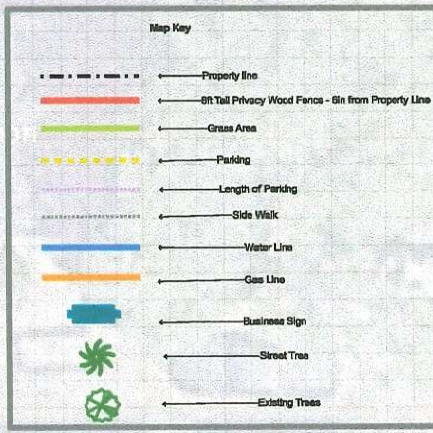 Map Key
Property line
6ft Tall Privacy Wood Fence - 6in from Property Line
Grass Area
Parking
Length of Parking
Side Walk
Water Line
Gas Line
Business Sign
Street Tree
Existing Trees